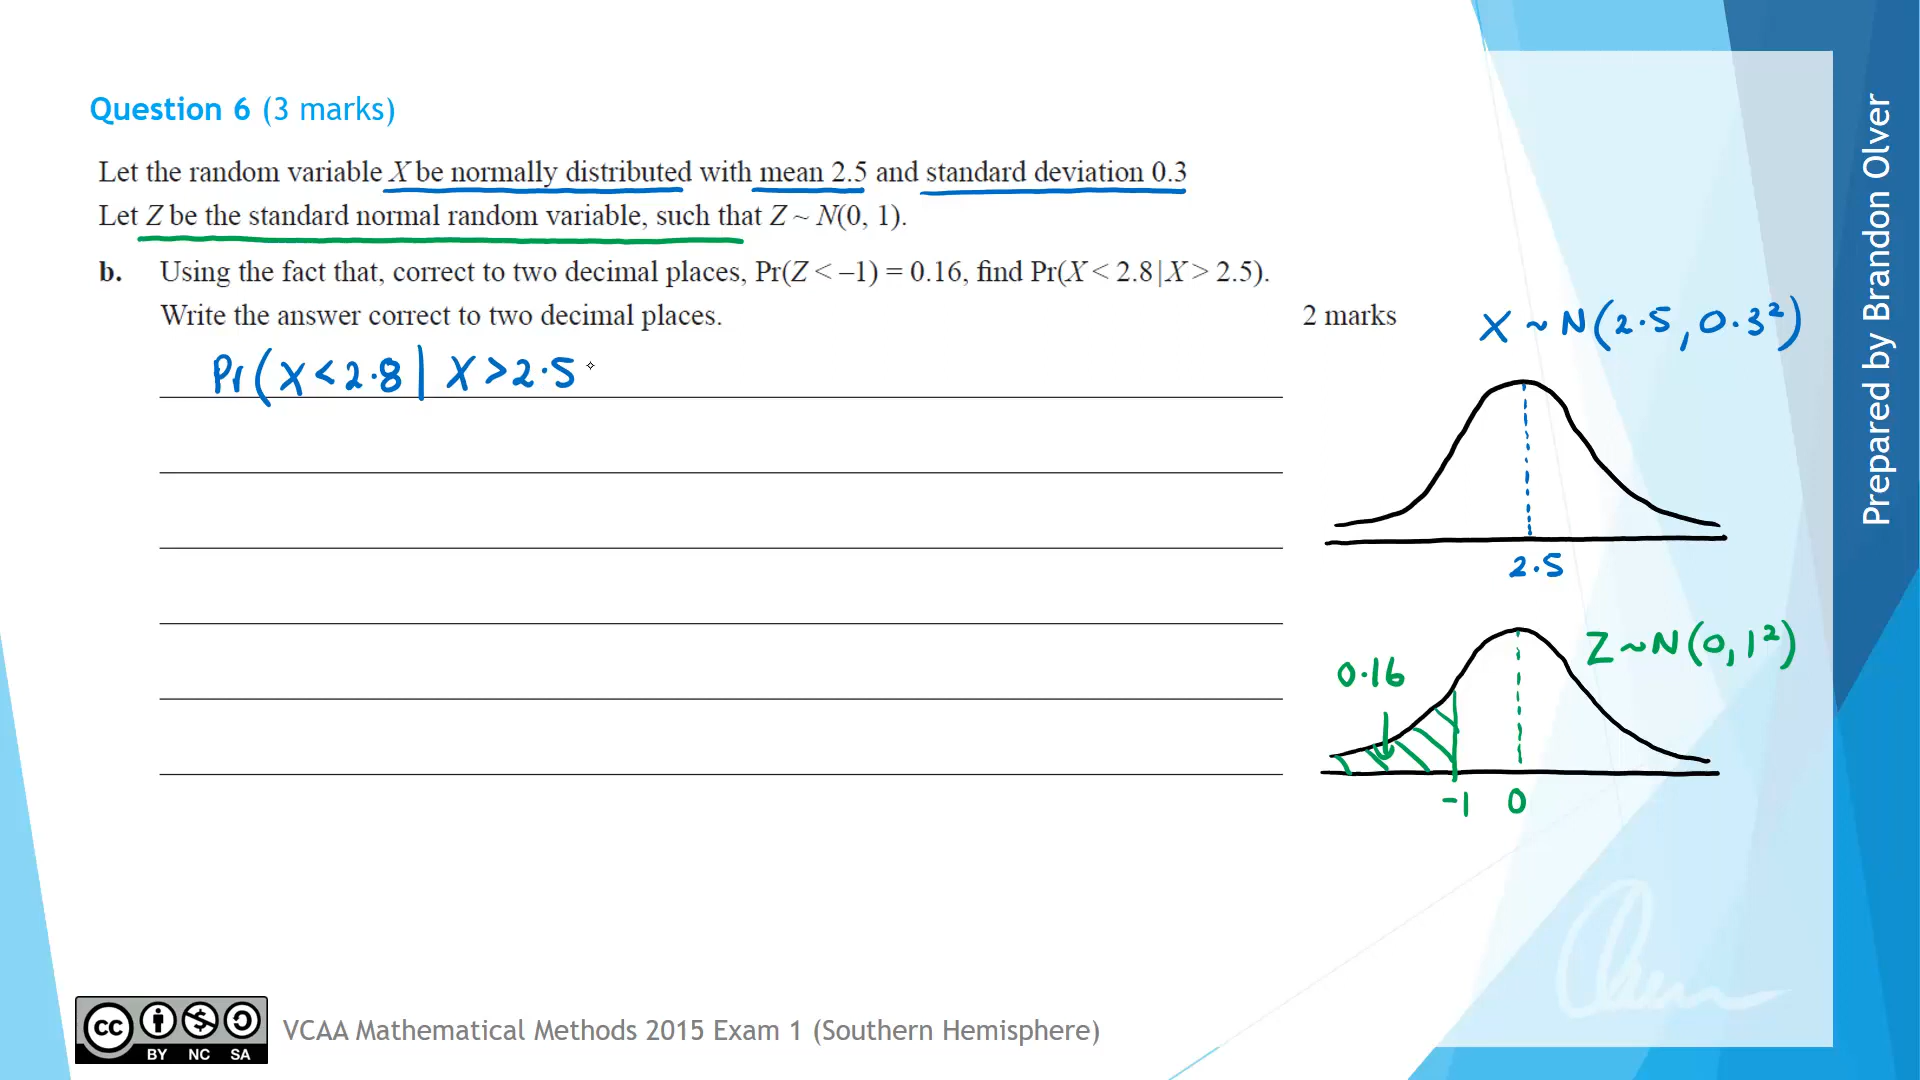 Question 6 (3 marks)
Let the random variable X be normally distributed with mean 2.5 and standard deviation 0.3
Let Z be the standard normal random variable, such that Z ~ N(0, 1).
b. Using the fact that, correct to two decimal places, Pr(Z < –1) = 0.16, find Pr(X < 2.8 | X > 2.5).
Write the answer correct to two decimal places.
2 marks
Pr(X<2.8 | X>2.5
X ~ N(2.5, 0.3²)
2.5
Z~N(0,1²)
0.16
-1 0
Prepared by Brandon Olver
cc BY NC SA
VCAA Mathematical Methods 2015 Exam 1 (Southern Hemisphere)